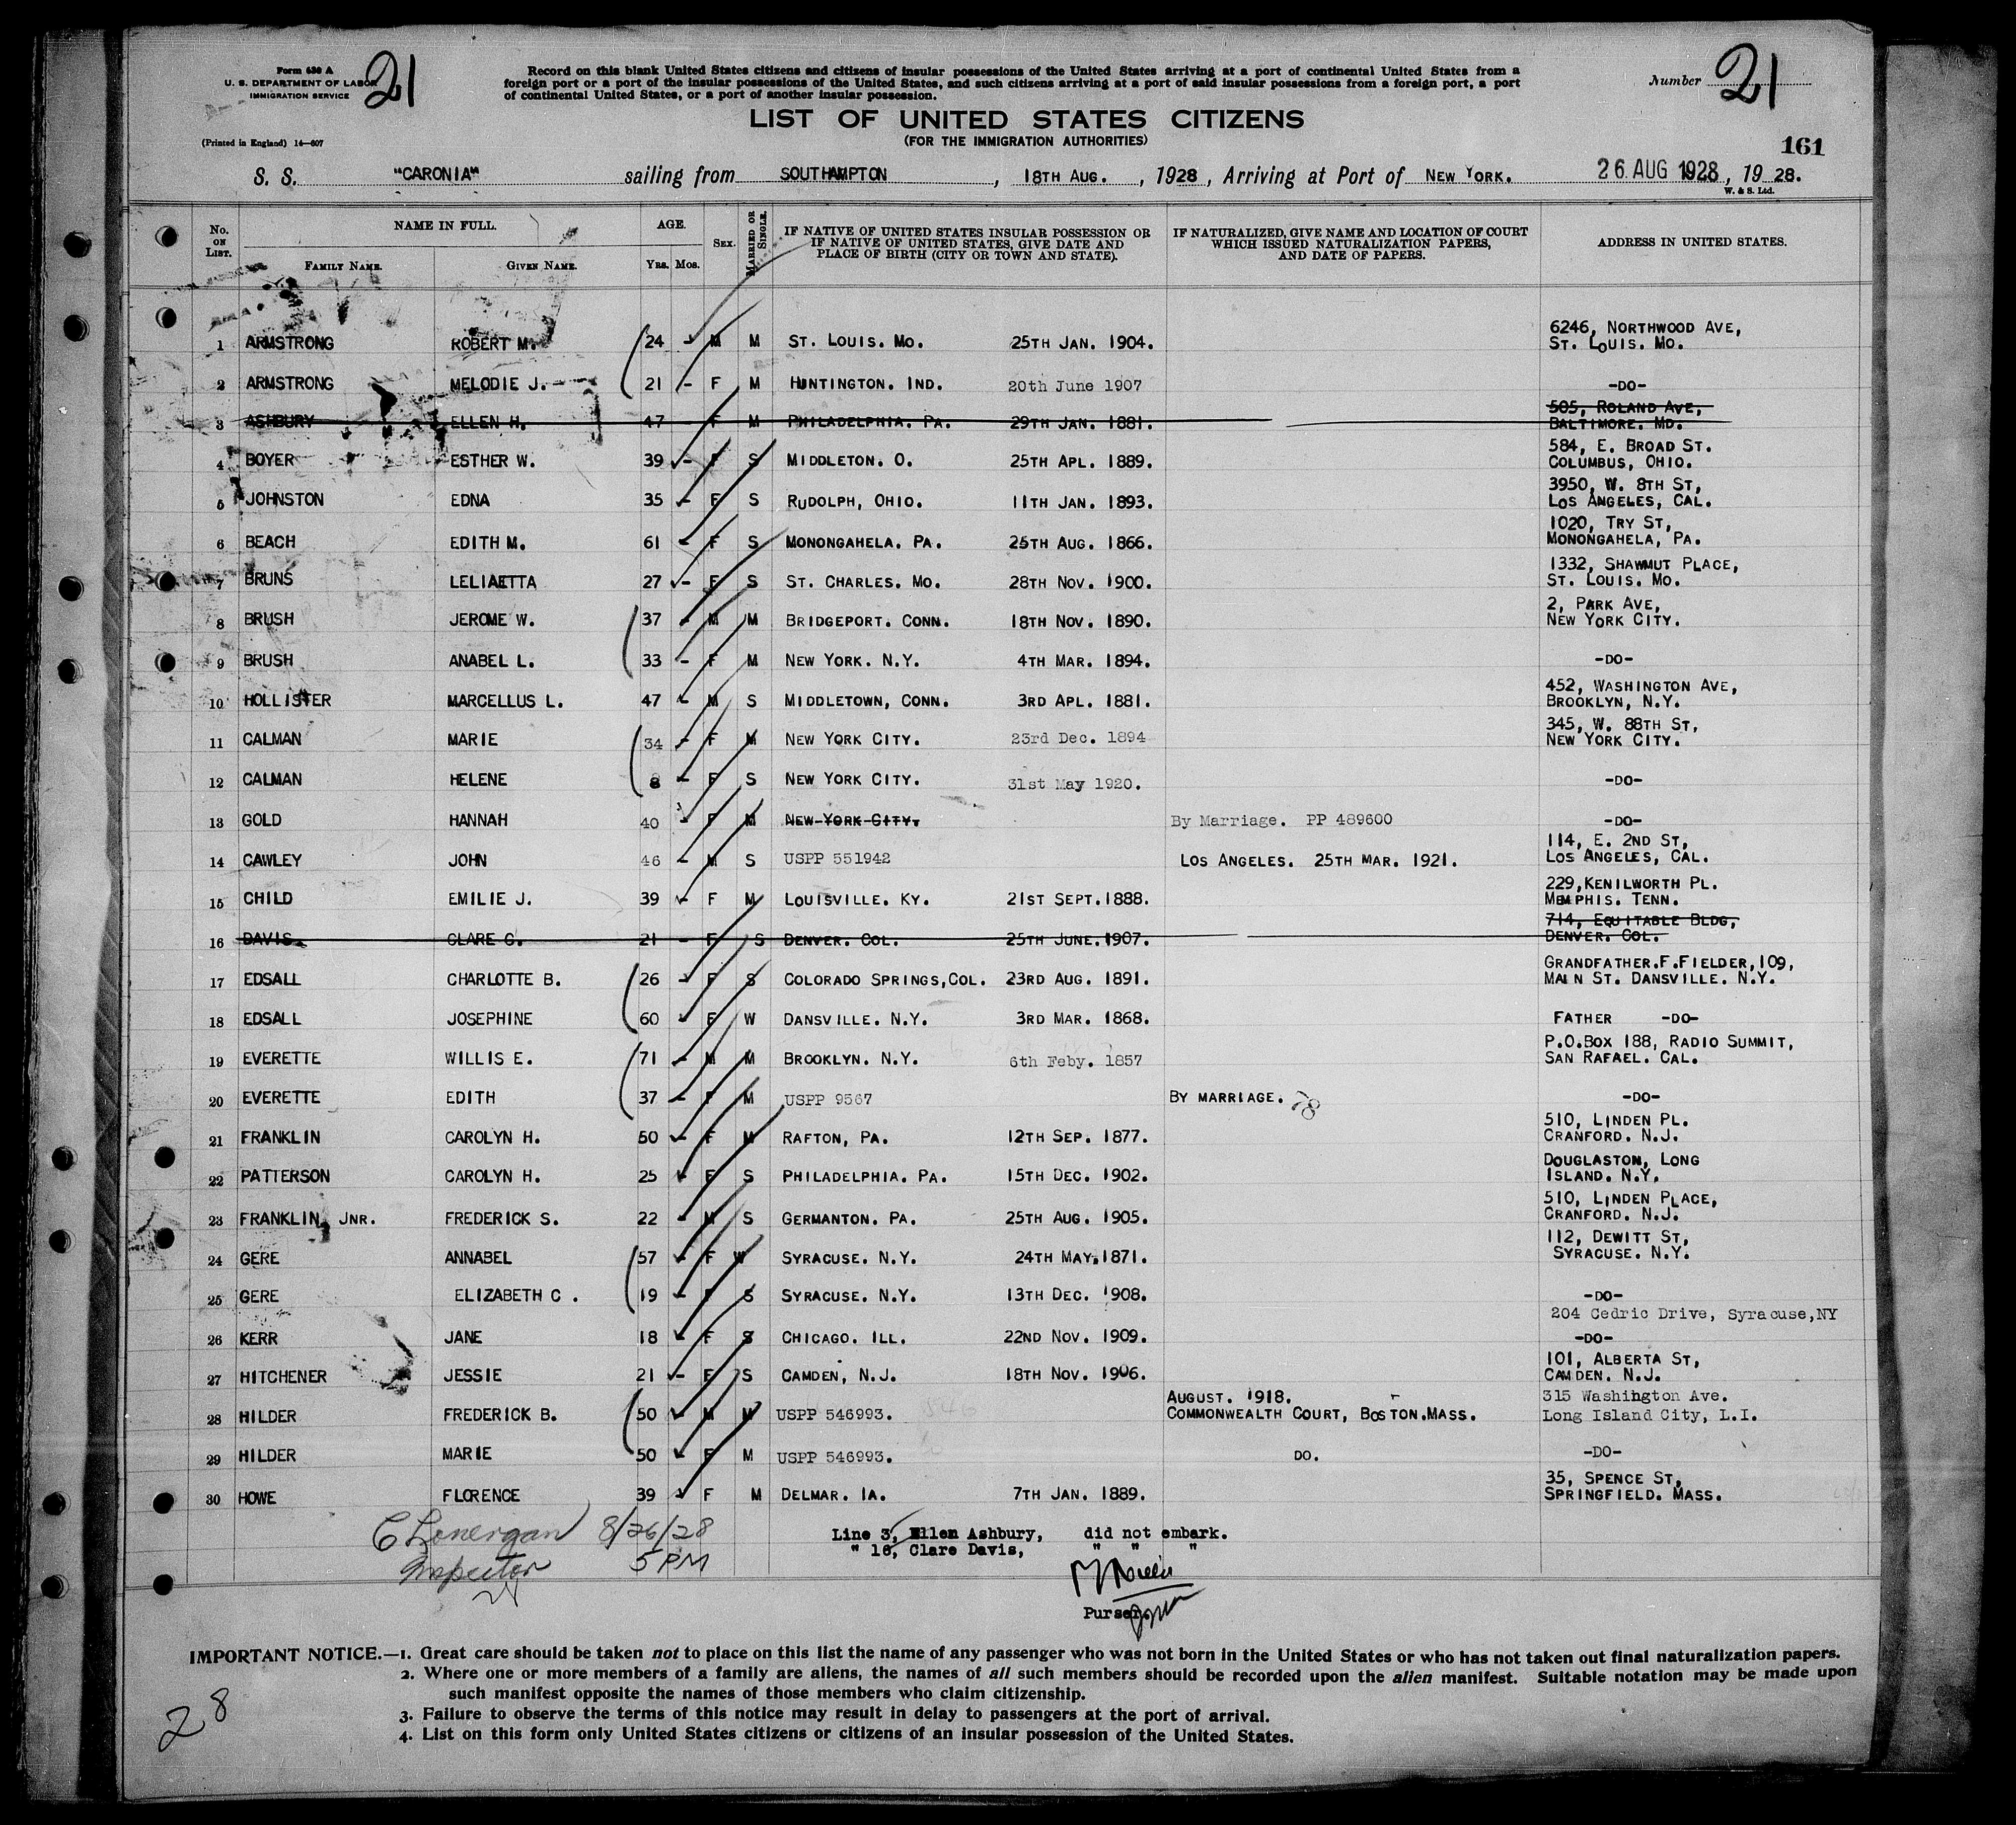 Form 630 A
U. S. DEPARTMENT OF LABOR
IMMIGRATION SERVICE
21
Record on this blank United States citizens and citizens of insular possessions of the United States arriving at a port of continental United States from a
foreign port or a port of the insular possessions of the United States, and such citizens arriving at a port of said insular possessions from a foreign port, a port
of continental United States, or a port of another insular possession.
Number 21
LIST OF UNITED STATES CITIZENS
(FOR THE IMMIGRATION AUTHORITIES)
(Printed in England) 14—607
161
S. S. "CARONIA" sailing from SOUTHAMPTON, 18TH AUG., 1928, Arriving at Port of NEW YORK. 26 AUG 1928, 1928.
W. & S. Ltd.
No. ON LIST. NAME IN FULL. FAMILY NAME. GIVEN NAME. AGE. Yrs. Mos. SEX. MARRIED OR SINGLE. IF NATIVE OF UNITED STATES INSULAR POSSESSION OR IF NATIVE OF UNITED STATES, GIVE DATE AND PLACE OF BIRTH (CITY OR TOWN AND STATE). IF NATURALIZED, GIVE NAME AND LOCATION OF COURT WHICH ISSUED NATURALIZATION PAPERS, AND DATE OF PAPERS. ADDRESS IN UNITED STATES.
1 ARMSTRONG ROBERT M. 24 - M M ST. LOUIS. MO. 25TH JAN. 1904. 6246, NORTHWOOD AVE, ST. LOUIS. MO.
2 ARMSTRONG MELODIE J. 21 - F M HUNTINGTON. IND. 20th June 1907 -DO-
3 ASHBURY ELLEN H. 47 - F M PHILADELPHIA. PA. 29TH JAN. 1881. 505, ROLAND AVE, BALTIMORE. MD.
4 BOYER ESTHER W. 39 - F S MIDDLETON. O. 25TH APL. 1889. 584, E. BROAD ST. COLUMBUS, OHIO.
5 JOHNSTON EDNA 35 - F S RUDOLPH, OHIO. 11TH JAN. 1893. 3950, W. 8TH ST, LOS ANGELES, CAL.
6 BEACH EDITH M. 61 - F S MONONGAHELA. PA. 25TH AUG. 1866. 1020, TRY ST, MONONGAHELA, PA.
7 BRUNS LELIAETTA 27 - F S ST. CHARLES. MO. 28TH NOV. 1900. 1332, SHAWMUT PLACE, ST. LOUIS. MO.
8 BRUSH JEROME W. 37 - M M BRIDGEPORT. CONN. 18TH NOV. 1890. 2, PARK AVE, NEW YORK CITY.
9 BRUSH ANABEL L. 33 - F M NEW YORK. N.Y. 4TH MAR. 1894. -DO-
10 HOLLISTER MARCELLUS L. 47 - M S MIDDLETOWN, CONN. 3RD APL. 1881. 452, WASHINGTON AVE, BROOKLYN, N.Y.
11 CALMAN MARIE 34 - F M NEW YORK CITY. 23rd Dec. 1894 345, W. 88TH ST, NEW YORK CITY.
12 CALMAN HELENE 8 - F S NEW YORK CITY. 31st May 1920. -DO-
13 GOLD HANNAH 40 - F M NEW YORK CITY. By Marriage. PP 489600 -DO-
14 CAWLEY JOHN 46 - M S USPP 551942 LOS ANGELES. 25TH MAR. 1921. 114, E. 2ND ST, LOS ANGELES, CAL.
15 CHILD EMILIE J. 39 - F M LOUISVILLE. KY. 21ST SEPT. 1888. 229, KENILWORTH PL. MEMPHIS. TENN.
16 DAVIS. CLARE C. 21 - F S DENVER. COL. 25TH JUNE. 1907. 714, EQUITABLE BLDG, DENVER. COL.
17 EDSALL CHARLOTTE B. 26 - F S COLORADO SPRINGS, COL. 23RD AUG. 1891. GRANDFATHER.F.FIELDER, 109, MAIN ST. DANSVILLE. N.Y.
18 EDSALL JOSEPHINE 60 - F W DANSVILLE. N.Y. 3RD MAR. 1868. FATHER -DO-
19 EVERETTE WILLIS E. 71 - M M BROOKLYN. N.Y. 6th Feby. 1857 P.O.BOX 188, RADIO SUMMIT, SAN RAFAEL. CAL.
20 EVERETTE EDITH 37 - F M USPP 9567 BY MARRIAGE. 78 -DO-
21 FRANKLIN CAROLYN H. 50 - F M RAFTON, PA. 12TH SEP. 1877. 510, LINDEN PL. CRANFORD. N.J.
22 PATTERSON CAROLYN H. 25 - F S PHILADELPHIA. PA. 15TH DEC. 1902. DOUGLASTON, LONG ISLAND. N.Y.
23 FRANKLIN, JNR. FREDERICK S. 22 - M S GERMANTON. PA. 25TH AUG. 1905. 510, LINDEN PLACE, CRANFORD. N.J.
24 GERE ANNABEL 57 - F W SYRACUSE. N.Y. 24TH MAY. 1871. 112, DEWITT ST, SYRACUSE. N.Y.
25 GERE ELIZABETH C . 19 - F S SYRACUSE. N.Y. 13TH DEC. 1908. -DO-
204 Cedric Drive, Syracuse,NY
26 KERR JANE 18 - F S CHICAGO. ILL. 22ND NOV. 1909. -DO-
27 HITCHENER JESSIE 21 - F S CAMDEN, N.J. 18TH NOV. 1906. 101, ALBERTA ST, CAMDEN. N.J.
28 HILDER FREDERICK B. 50 - M M USPP 546993. AUGUST. 1918. COMMONWEALTH COURT, BOSTON.MASS. 315 Washington Ave. Long Island City, L.I.
29 HILDER MARIE 50 - F M USPP 546993. DO. -DO-
30 HOWE FLORENCE 39 - F M DELMAR. IA. 7TH JAN. 1889. 35, SPENCE ST, SPRINGFIELD. MASS.
C Lonergan 8/26/28
Inspector 5 PM
Line 3, Ellen Ashbury, did not embark.
" 16, Clare Davis, " " "
Purser.
IMPORTANT NOTICE.—1. Great care should be taken not to place on this list the name of any passenger who was not born in the United States or who has not taken out final naturalization papers.
2. Where one or more members of a family are aliens, the names of all such members should be recorded upon the alien manifest. Suitable notation may be made upon
such manifest opposite the names of those members who claim citizenship.
3. Failure to observe the terms of this notice may result in delay to passengers at the port of arrival.
4. List on this form only United States citizens or citizens of an insular possession of the United States.
28